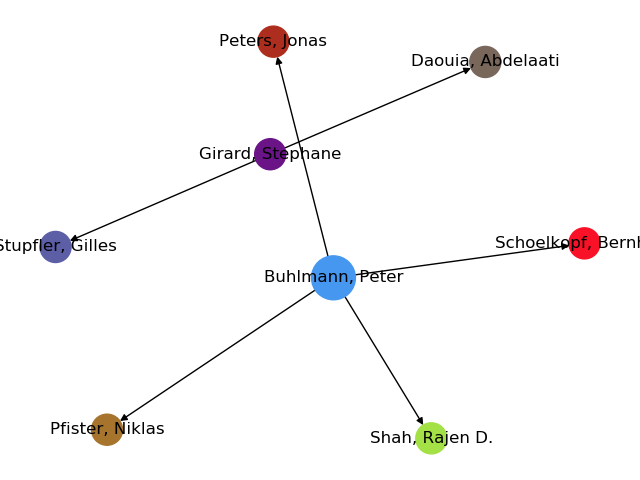 Peters, Jonas
Daouia, Abdelaati
Girard, Stephane
Stupfler, Gilles
Schoelkopf, Bernh
Buhlmann, Peter
Pfister, Niklas
Shah, Rajen D.